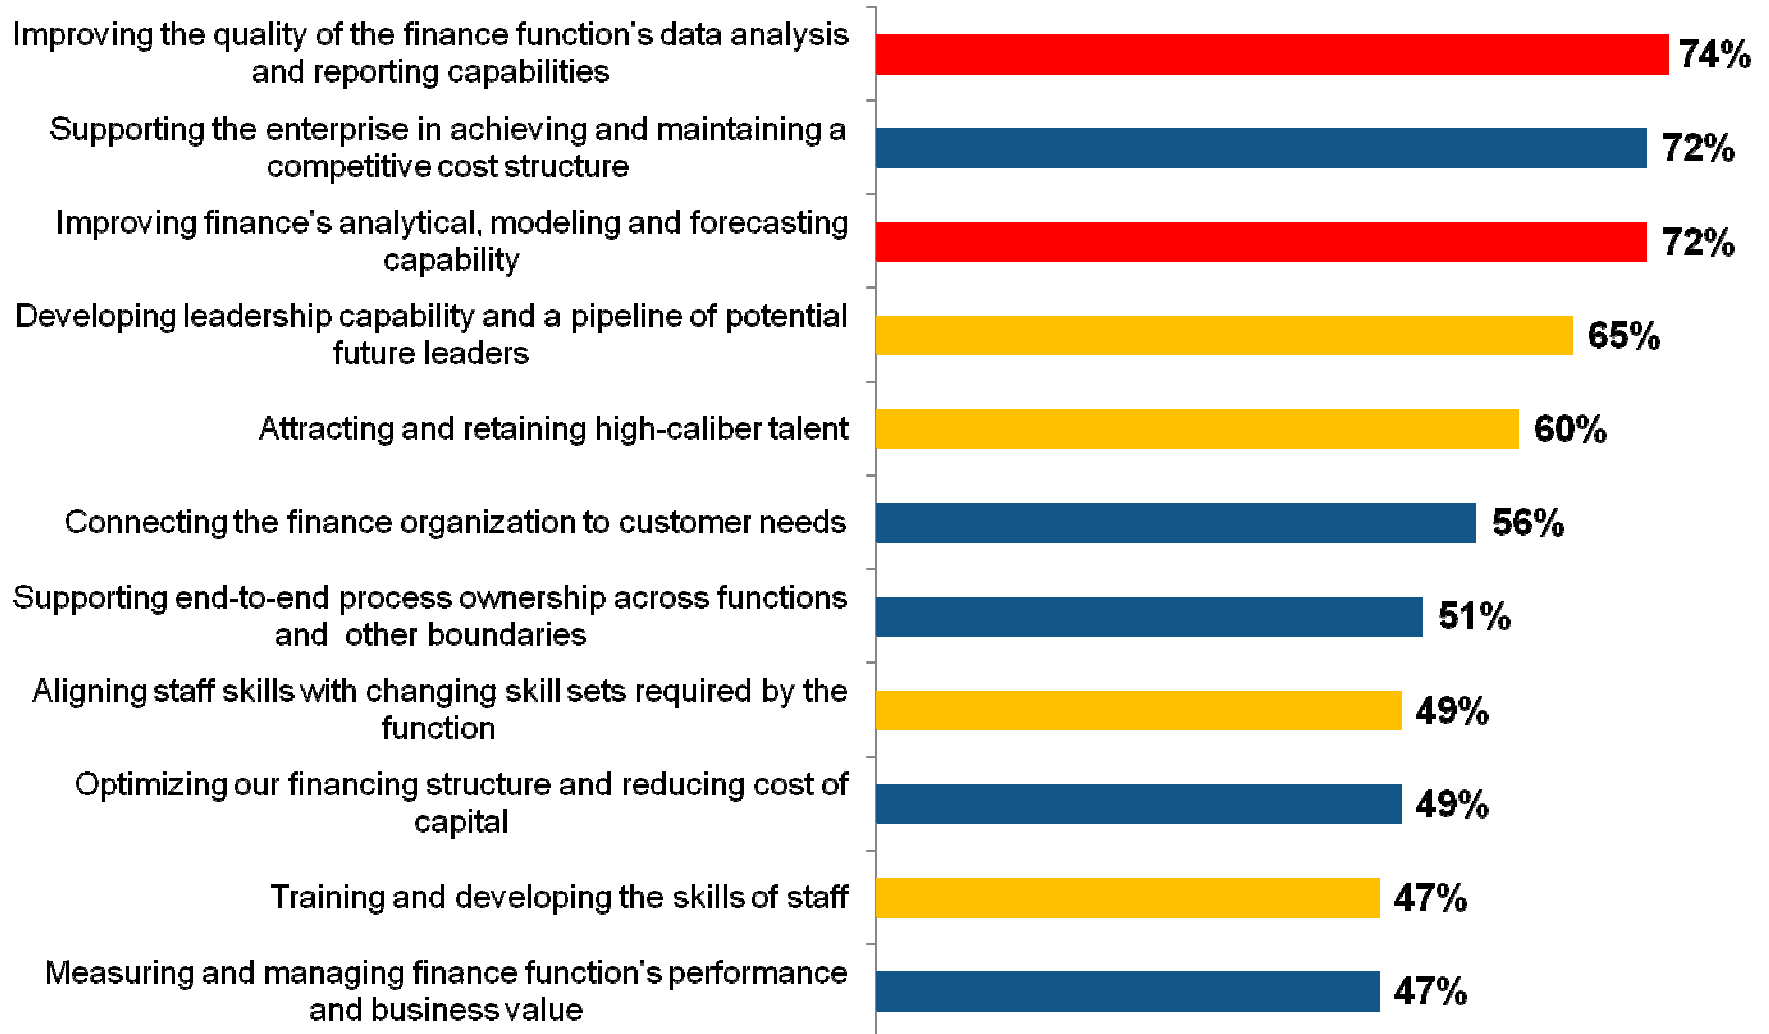 Improving the quality of the finance function's data analysis
and reporting capabilities
74%
Supporting the enterprise in achieving and maintaining a
competitive cost structure
72%
Improving finance's analytical, modeling and forecasting
capability
72%
Developing leadership capability and a pipeline of potential
future leaders
65%
Attracting and retaining high-caliber talent
60%
Connecting the finance organization to customer needs
56%
Supporting end-to-end process ownership across functions
and other boundaries
51%
Aligning staff skills with changing skill sets required by the
function
49%
Optimizing our financing structure and reducing cost of
capital
49%
Training and developing the skills of staff
47%
Measuring and managing finance function's performance
and business value
47%